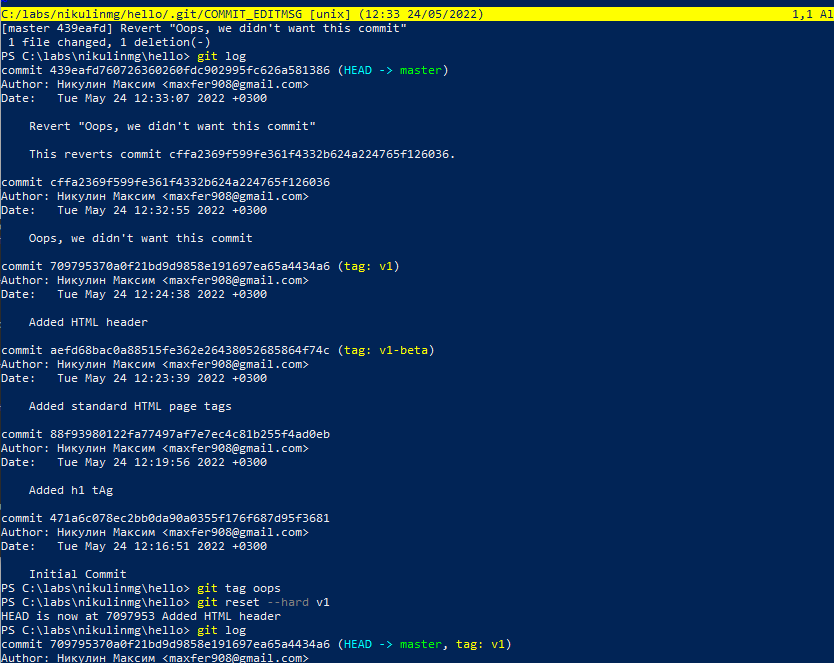 C:/labs/nikulinmg/hello/.git/COMMIT_EDITMSG [unix] (12:33 24/05/2022) 1,1 Al
[master 439eafd] Revert "Oops, we didn't want this commit"
 1 file changed, 1 deletion(-)
PS C:\labs\nikulinmg\hello> git log
commit 439eafd760726360260fdc902995fc626a581386 (HEAD -> master)
Author: Никулин Максим <maxfer908@gmail.com>
Date:   Tue May 24 12:33:07 2022 +0300
    Revert "Oops, we didn't want this commit"
    This reverts commit cffa2369f599fe361f4332b624a224765f126036.
commit cffa2369f599fe361f4332b624a224765f126036
Author: Никулин Максим <maxfer908@gmail.com>
Date:   Tue May 24 12:32:55 2022 +0300
    Oops, we didn't want this commit
commit 709795370a0f21bd9d9858e191697ea65a4434a6 (tag: v1)
Author: Никулин Максим <maxfer908@gmail.com>
Date:   Tue May 24 12:24:38 2022 +0300
    Added HTML header
commit aefd68bac0a88515fe362e26438052685864f74c (tag: v1-beta)
Author: Никулин Максим <maxfer908@gmail.com>
Date:   Tue May 24 12:23:39 2022 +0300
    Added standard HTML page tags
commit 88f93980122fa77497af7e7ec4c81b255f4ad0eb
Author: Никулин Максим <maxfer908@gmail.com>
Date:   Tue May 24 12:19:56 2022 +0300
    Added h1 tAg
commit 471a6c078ec2bb0da90a0355f176f687d95f3681
Author: Никулин Максим <maxfer908@gmail.com>
Date:   Tue May 24 12:16:51 2022 +0300
    Initial Commit
PS C:\labs\nikulinmg\hello> git tag oops
PS C:\labs\nikulinmg\hello> git reset --hard v1
HEAD is now at 7097953 Added HTML header
PS C:\labs\nikulinmg\hello> git log
commit 709795370a0f21bd9d9858e191697ea65a4434a6 (HEAD -> master, tag: v1)
Author: Никулин Максим <maxfer908@gmail.com>